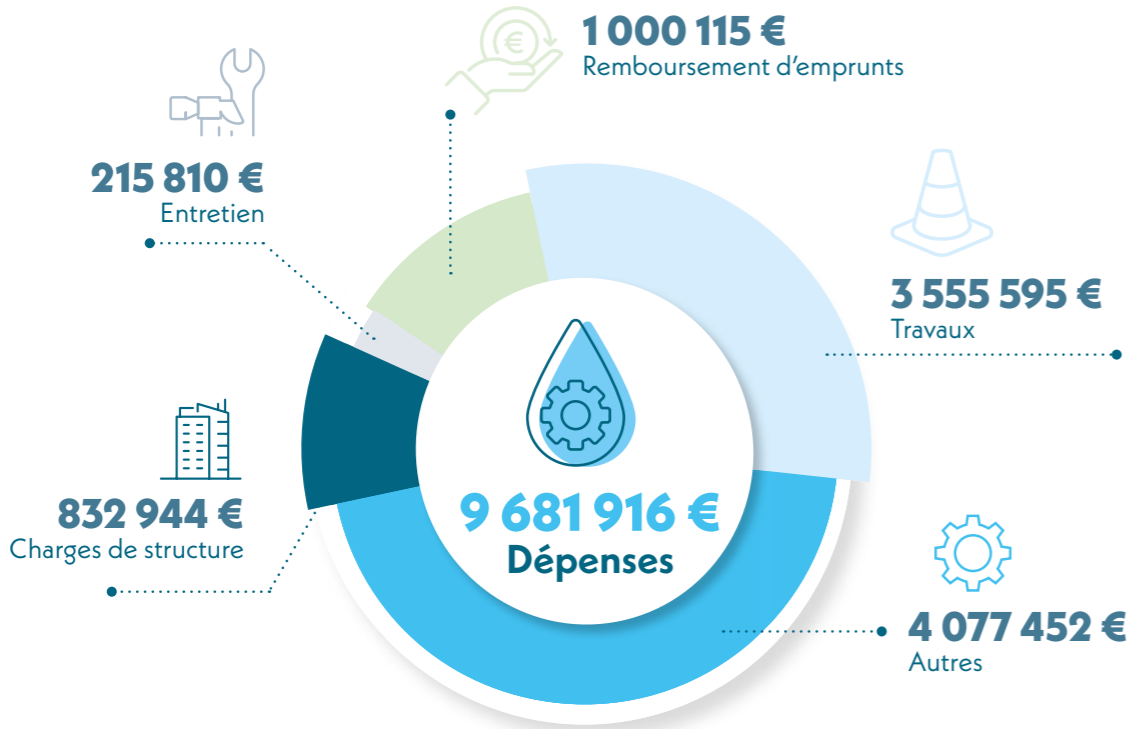 1 000 115 €
Remboursement d'emprunts
215 810 €
Entretien
3 555 595 €
Travaux
832 944 €
Charges de structure
9 681 916 €
Dépenses
4 077 452 €
Autres